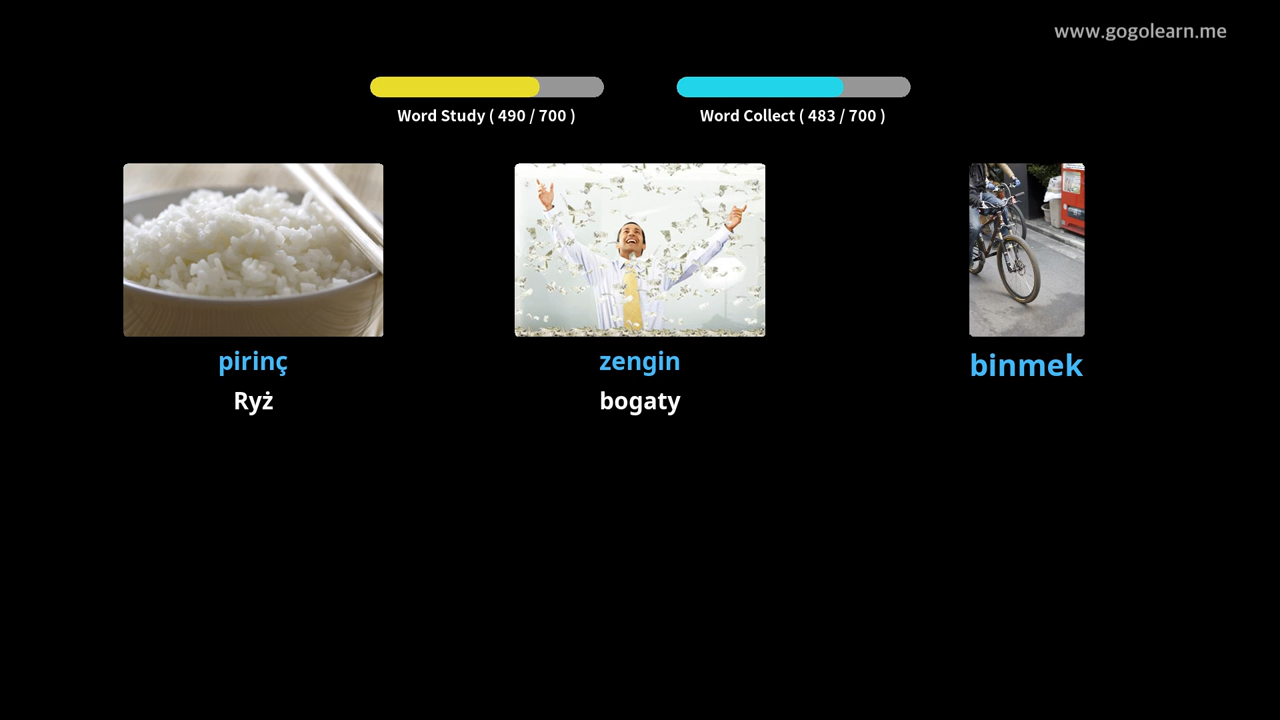 www.gogolearn.me
Word Study ( 490 / 700 )
Word Collect ( 483 / 700 )
pirinç
Ryż
zengin
bogaty
binmek